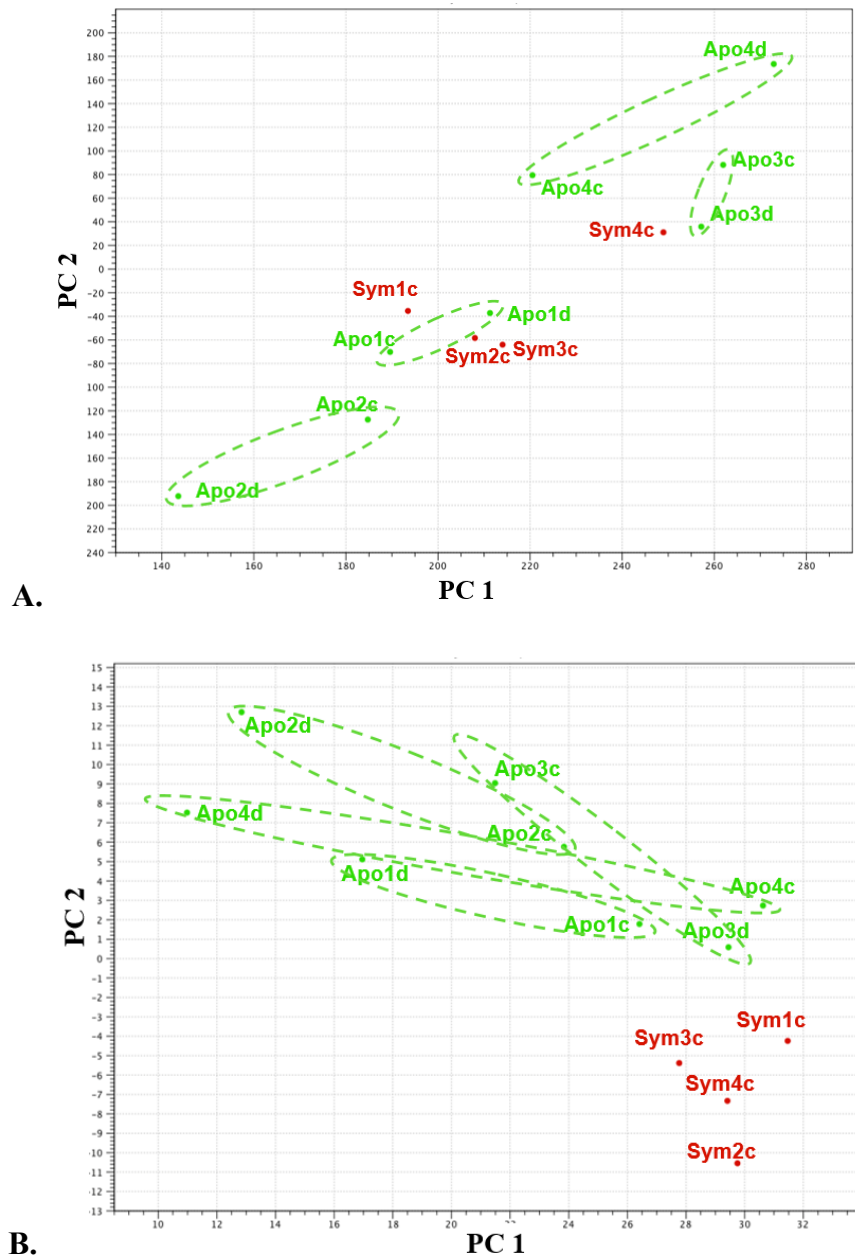 200
180
160
140
120
100
80
60
40
20
0
-20
-40
-60
-80
100
120
140
160
180
200
220
240
PC 2
Apo4d
Apo3c
Apo4c
Apo3d
Sym4c
Sym1c
Apo1d
Apo1c
Sym2c
Sym3c
Apo2c
Apo2d
140 160 180 200 220 240 260 280
PC 1
A.
15
14
13
12
11
10
9
8
7
6
5
4
3
2
1
0
-1
-2
-3
-4
-5
-6
-7
-8
-9
-10
-11
-12
-13
PC 2
Apo2d
Apo3c
Apo4d
Apo2c
Apo1d
Apo4c
Apo1c
Apo3d
Sym1c
Sym3c
Sym4c
Sym2c
10 12 14 16 18 20 22 24 26 28 30 32
PC 1
B.